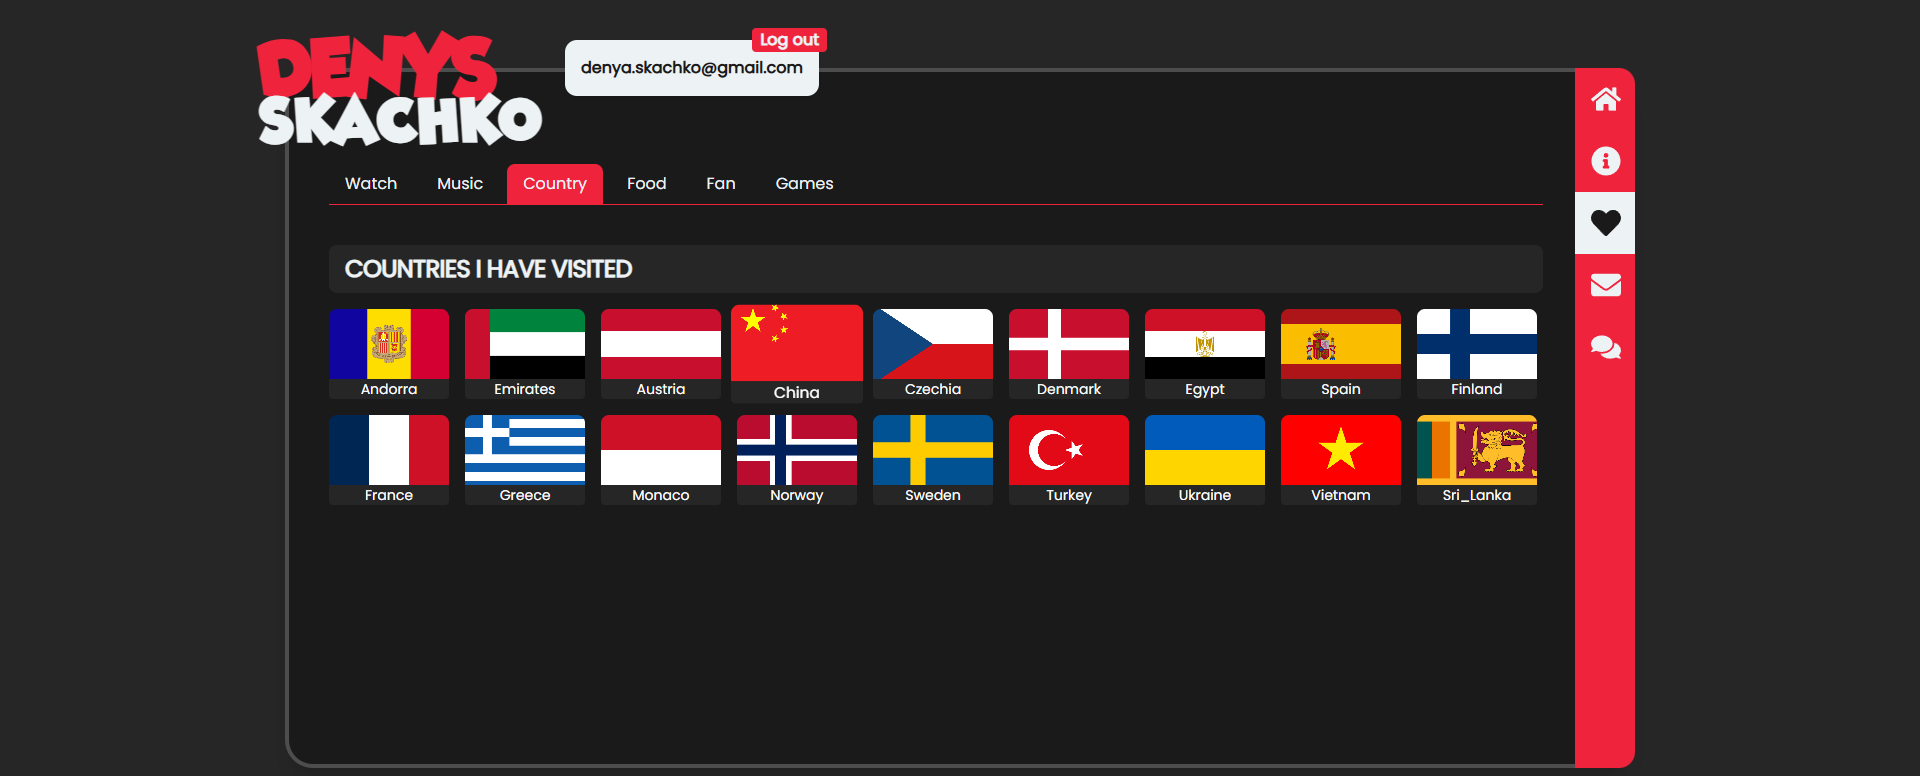 DENYS
SKACHKO
Log out
denya.skachko@gmail.com
Watch Music Country Food Fan Games
COUNTRIES I HAVE VISITED
Andorra Emirates Austria China Czechia Denmark Egypt Spain Finland
France Greece Monaco Norway Sweden Turkey Ukraine Vietnam Sri_Lanka